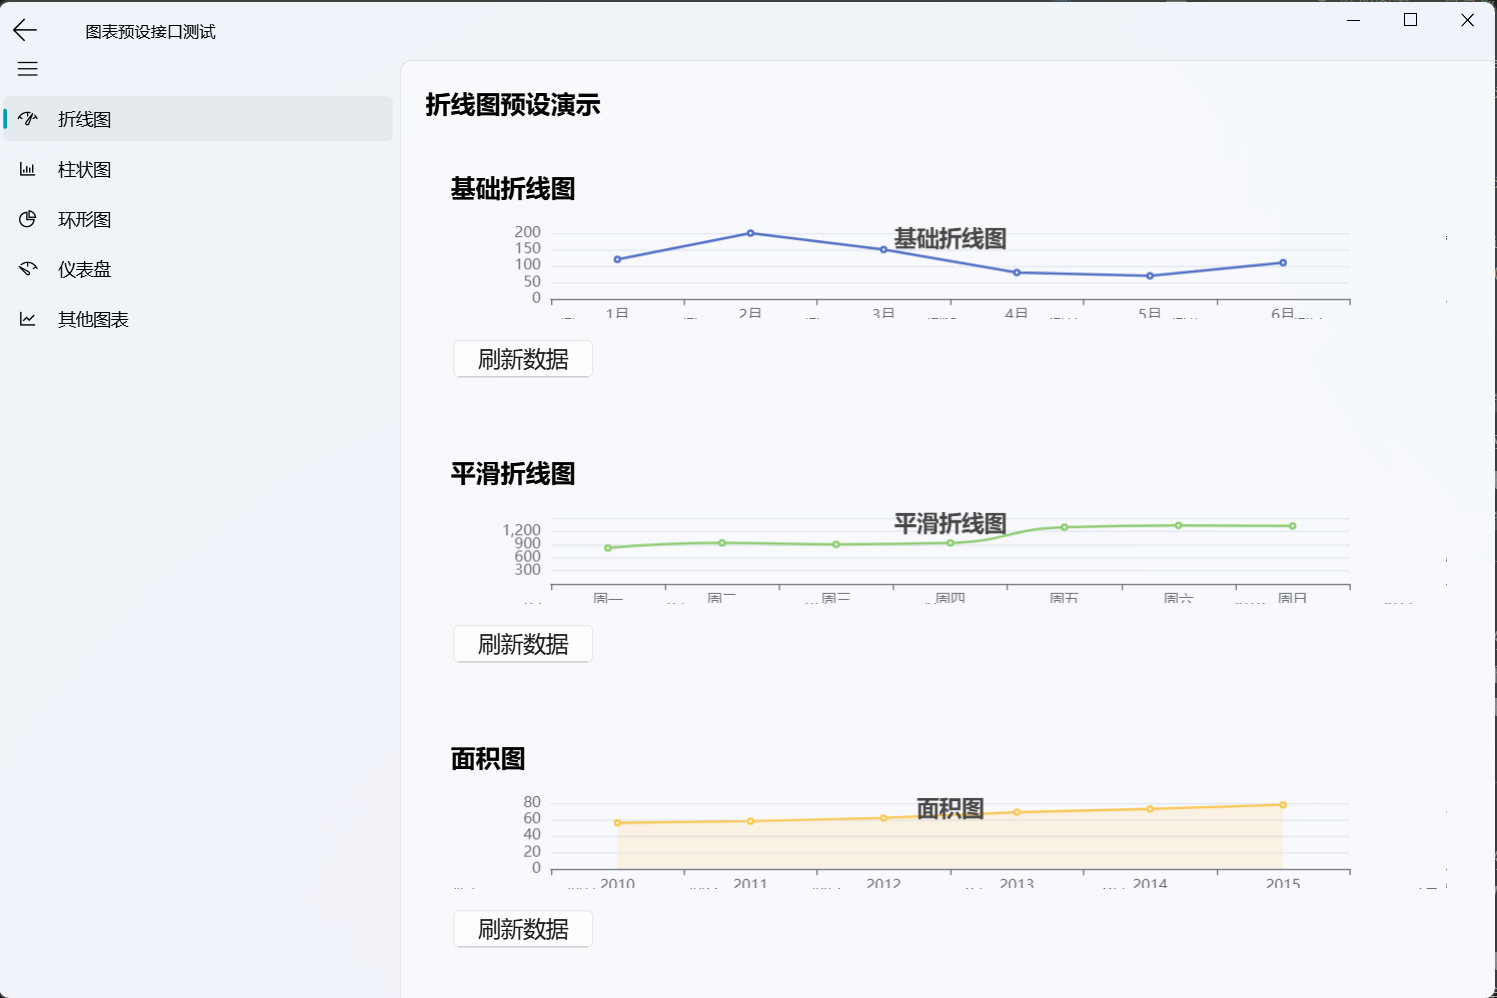 图表预设接口测试
折线图
柱状图
环形图
仪表盘
其他图表
折线图预设演示
基础折线图
基础折线图
200
150
100
50
0
1月 2月 3月 4月 5月 6月
刷新数据
平滑折线图
平滑折线图
1,200
900
600
300
周一 周二 周三 周四 周五 周六 周日
刷新数据
面积图
面积图
80
60
40
20
0
2010 2011 2012 2013 2014 2015
刷新数据